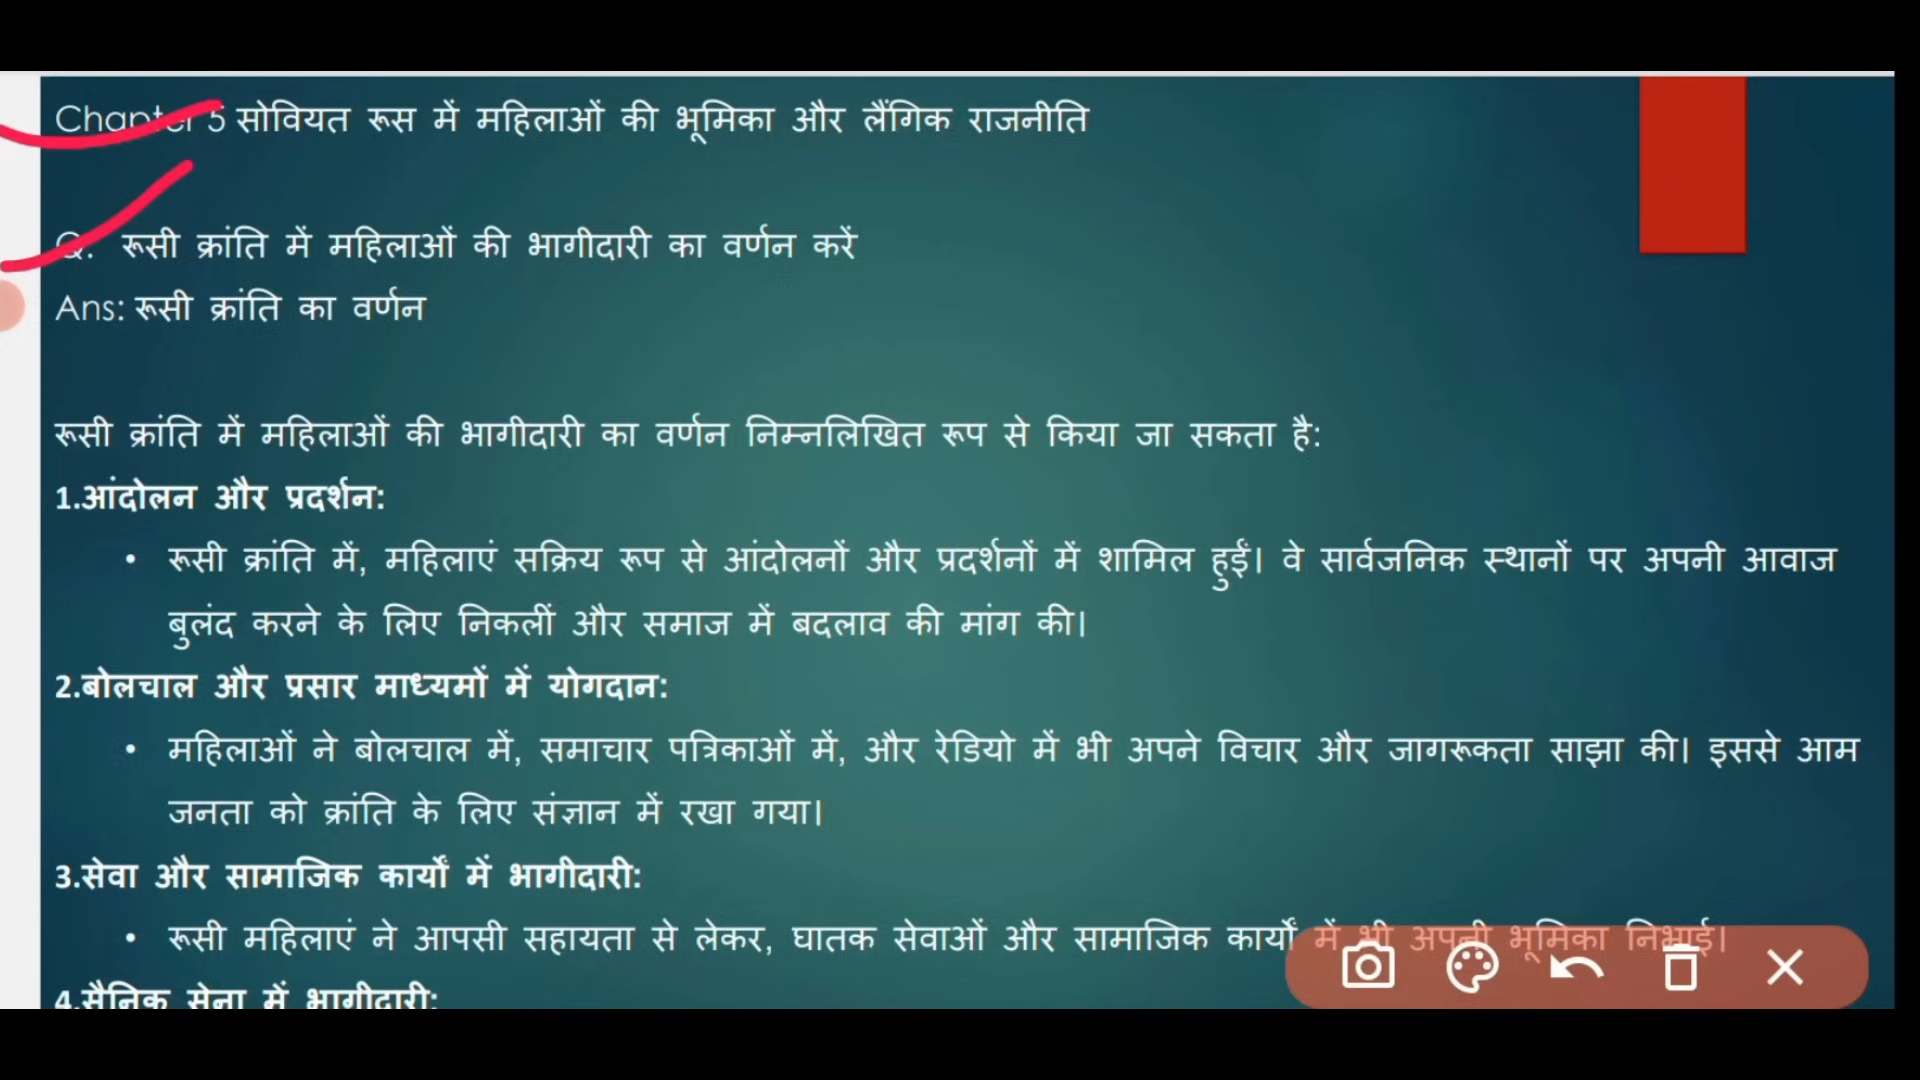 Chapter 5 सोवियत रूस में महिलाओं की भूमिका और लैंगिक राजनीति
Q. रूसी क्रांति में महिलाओं की भागीदारी का वर्णन करें
Ans: रूसी क्रांति का वर्णन
रूसी क्रांति में महिलाओं की भागीदारी का वर्णन निम्नलिखित रूप से किया जा सकता है:
1.आंदोलन और प्रदर्शन:
• रूसी क्रांति में, महिलाएं सक्रिय रूप से आंदोलनों और प्रदर्शनों में शामिल हुईं। वे सार्वजनिक स्थानों पर अपनी आवाज
बुलंद करने के लिए निकलीं और समाज में बदलाव की मांग की।
2.बोलचाल और प्रसार माध्यमों में योगदान:
• महिलाओं ने बोलचाल में, समाचार पत्रिकाओं में, और रेडियो में भी अपने विचार और जागरूकता साझा की। इससे आम
जनता को क्रांति के लिए संज्ञान में रखा गया।
3.सेवा और सामाजिक कार्यों में भागीदारी:
• रूसी महिलाएं ने आपसी सहायता से लेकर, घातक सेवाओं और सामाजिक कार्यों में भी अपनी भूमिका निभाई।
4.सैनिक सेना में भागीदारी: